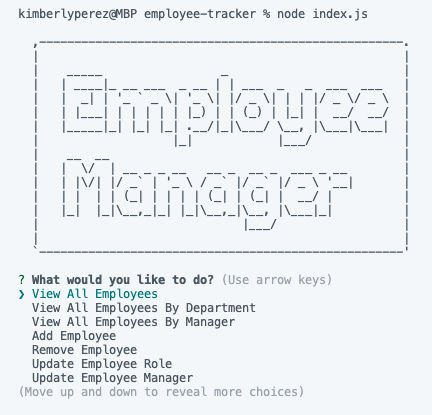 kimberlyperez@MBP employee-tracker % node index.js
Employee
Manager
? What would you like to do? (Use arrow keys)
❯ View All Employees
View All Employees By Department
View All Employees By Manager
Add Employee
Remove Employee
Update Employee Role
Update Employee Manager
(Move up and down to reveal more choices)